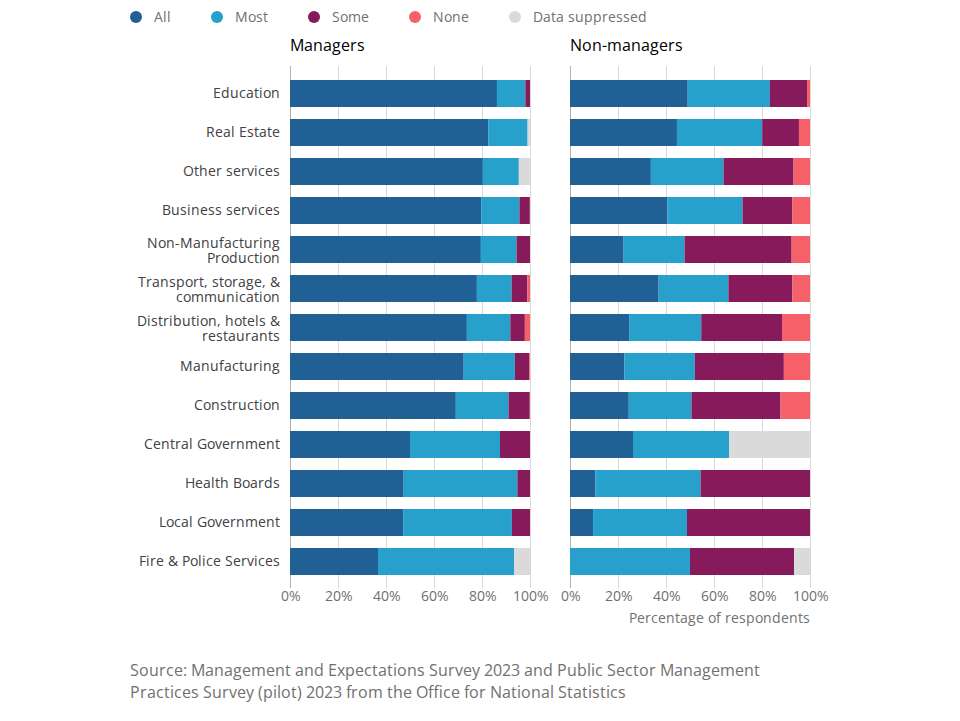 All Most Some None Data suppressed
Managers Non-managers
Education
Real Estate
Other services
Business services
Non-Manufacturing
Production
Transport, storage, &
communication
Distribution, hotels &
restaurants
Manufacturing
Construction
Central Government
Health Boards
Local Government
Fire & Police Services
0% 20% 40% 60% 80% 100% 0% 20% 40% 60% 80% 100%
Percentage of respondents
Source: Management and Expectations Survey 2023 and Public Sector Management
Practices Survey (pilot) 2023 from the Office for National Statistics